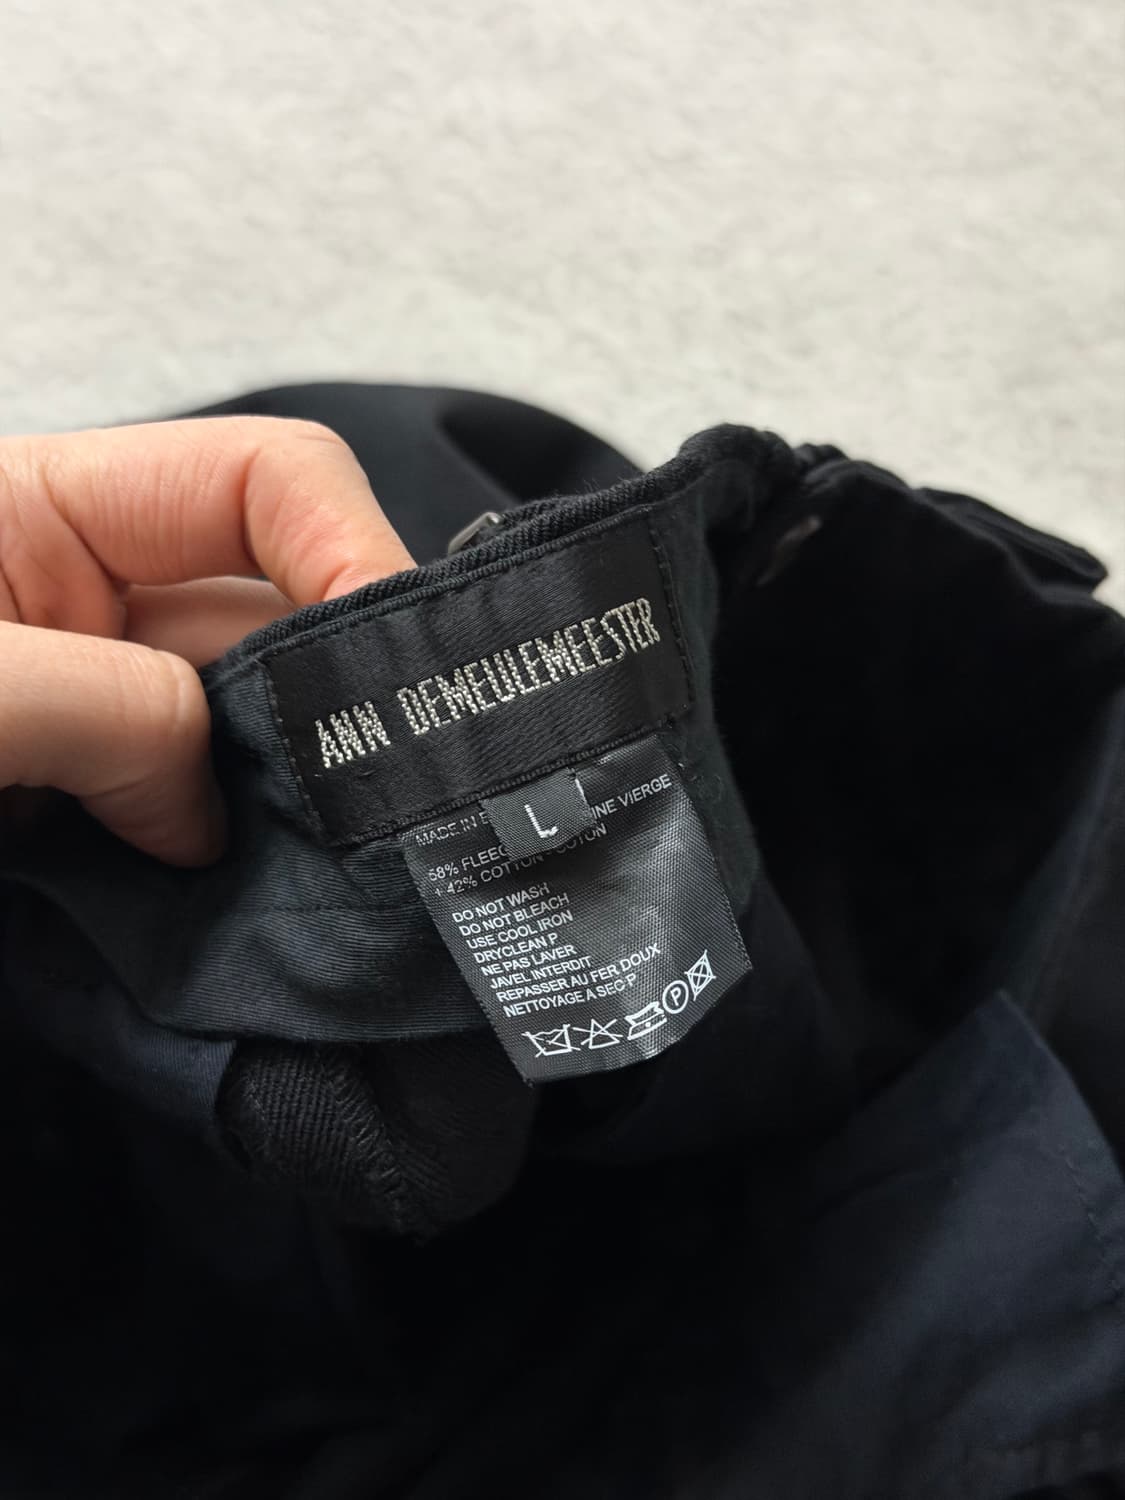 ANN DEMEULEMEESTER
L
MADE IN
58% FLEEC INE VIERGE
+ 42% COTTON - COTON
DO NOT WASH
DO NOT BLEACH
USE COOL IRON
DRYCLEAN P
NE PAS LAVER
JAVEL INTERDIT
REPASSER AU FER DOUX
NETTOYAGE A SEC P
P